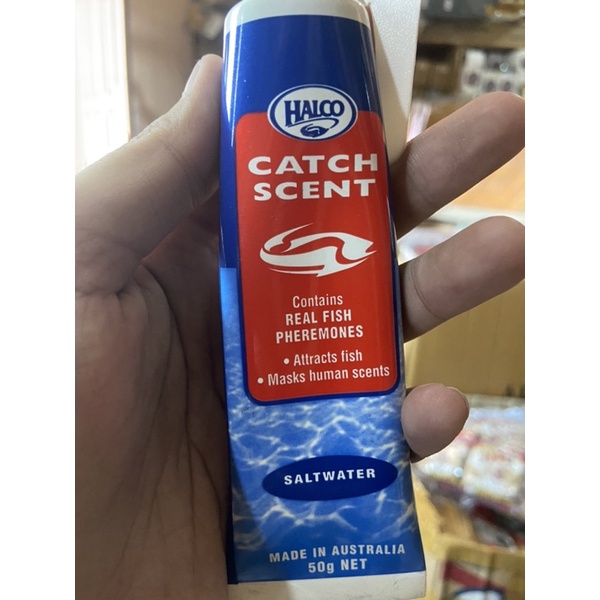 HALCO
CATCH
SCENT
Contains
REAL FISH
PHEREMONES
• Attracts fish
• Masks human scents
SALTWATER
MADE IN AUSTRALIA
50g NET